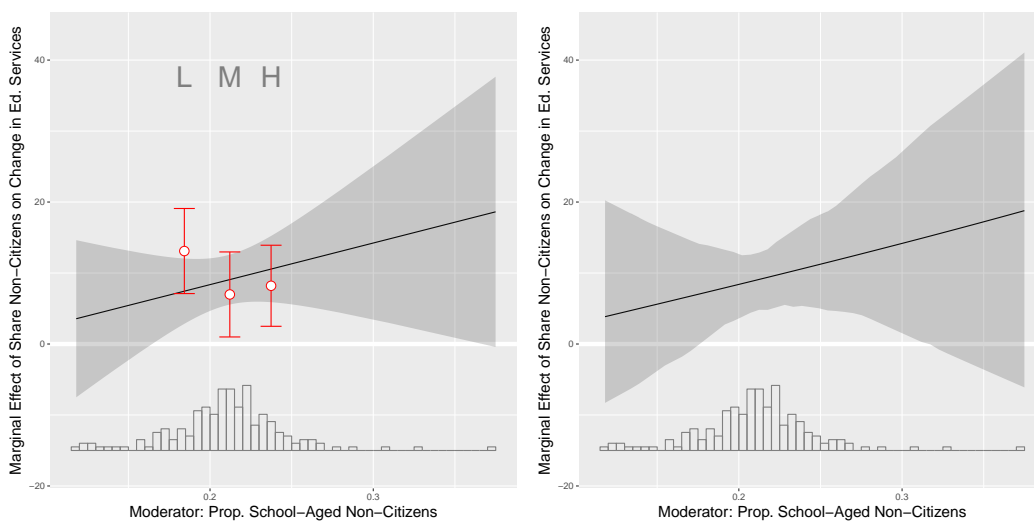 Marginal Effect of Share Non−Citizens on Change in Ed. Services
40
20
0
−20
L M H
0.2 0.3
Moderator: Prop. School−Aged Non−Citizens
Marginal Effect of Share Non−Citizens on Change in Ed. Services
40
20
0
−20
0.2 0.3
Moderator: Prop. School−Aged Non−Citizens